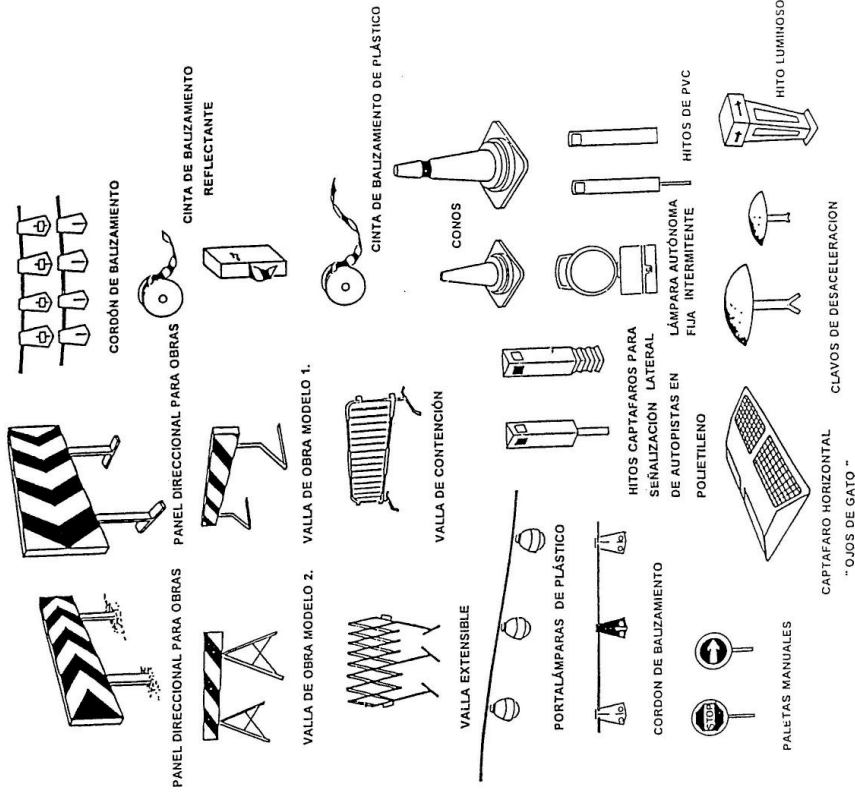 PANEL DIRECCIONAL PARA OBRAS
PANEL DIRECCIONAL PARA OBRAS
CORDÓN DE BALIZAMIENTO
CINTA DE BALIZAMIENTO
REFLECTANTE
VALLA DE OBRA MODELO 2.
VALLA DE OBRA MODELO 1.
CINTA DE BALIZAMIENTO DE PLÁSTICO
VALLA EXTENSIBLE
VALLA DE CONTENCIÓN
CONOS
PORTALÁMPARAS DE PLÁSTICO
HITOS CAPTAFAROS PARA
SEÑALIZACIÓN LATERAL
DE AUTOPISTAS EN
POLIETILENO
LÁMPARA AUTÓNOMA
FIJA INTERMITENTE
HITOS DE PVC
CORDON DE BALIZAMIENTO
STOP
PALETAS MANUALES
CAPTAFARO HORIZONTAL
" OJOS DE GATO "
CLAVOS DE DESACELERACION
HITO LUMINOSO